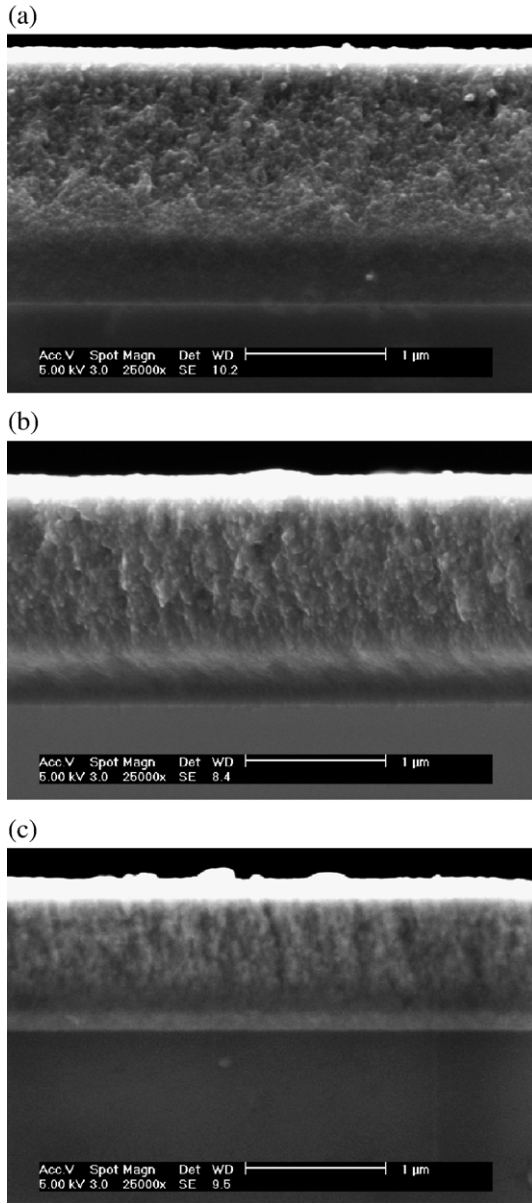 (a)
Acc.V Spot Magn Det WD 1 µm
5.00 kV 3.0 25000x SE 10.2
(b)
Acc.V Spot Magn Det WD 1 µm
5.00 kV 3.0 25000x SE 8.4
(c)
Acc.V Spot Magn Det WD 1 µm
5.00 kV 3.0 25000x SE 9.5